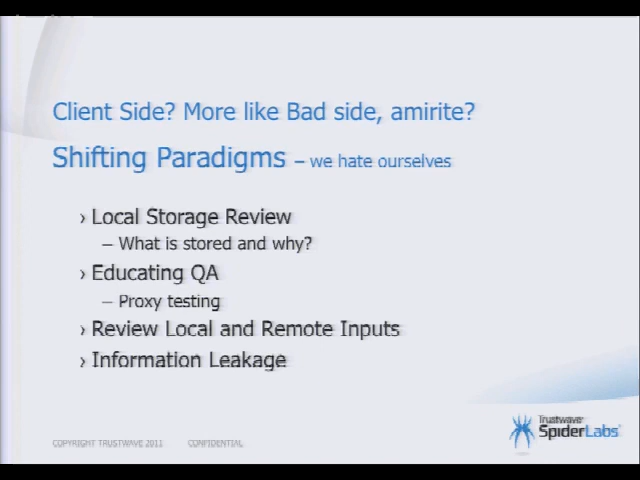 Client Side? More like Bad side, amirite?
Shifting Paradigms – we hate ourselves
› Local Storage Review
– What is stored and why?
› Educating QA
– Proxy testing
› Review Local and Remote Inputs
› Information Leakage
COPYRIGHT TRUSTWAVE 2011 CONFIDENTIAL
Trustwave
SpiderLabs